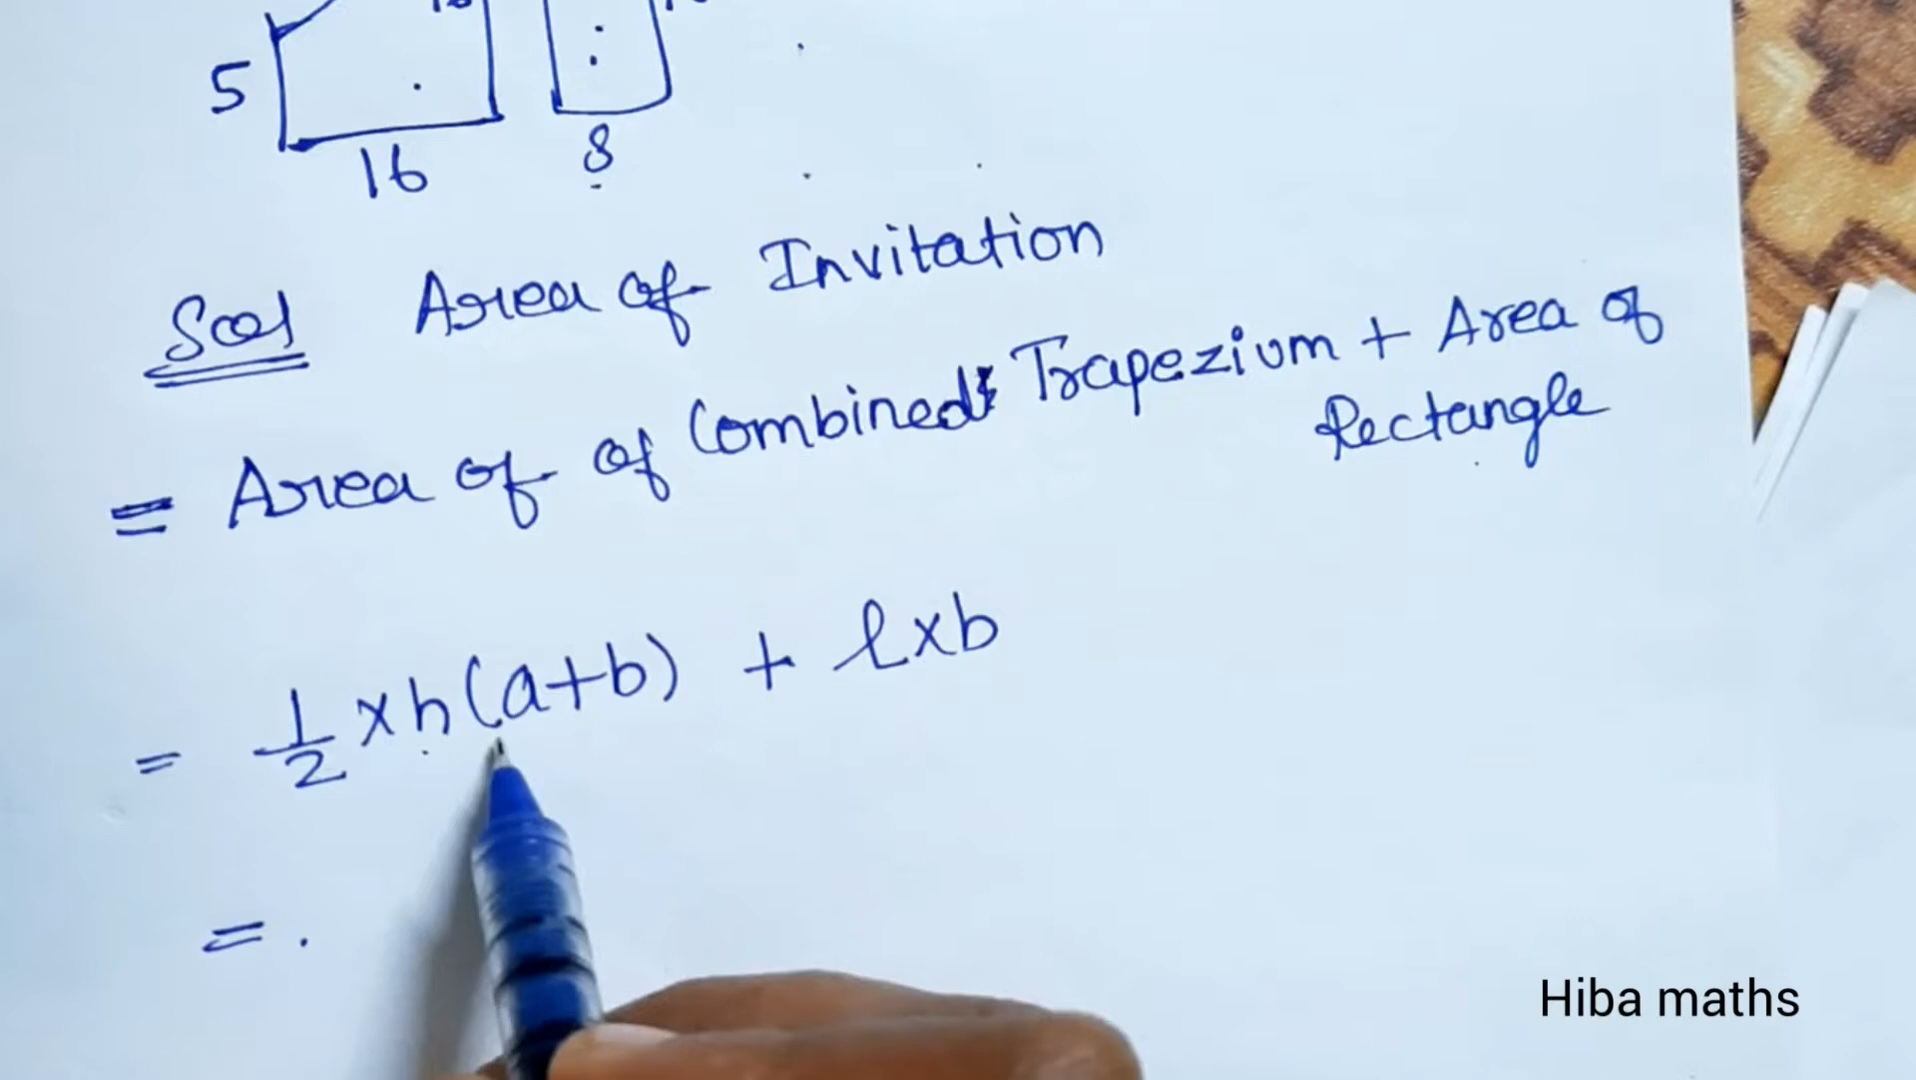 5
16
8
Sol Area of Invitation
= Area of of Combined Trapezium + Area of
Rectangle
= 1/2 × h(a+b) + l×b
= .
Hiba maths